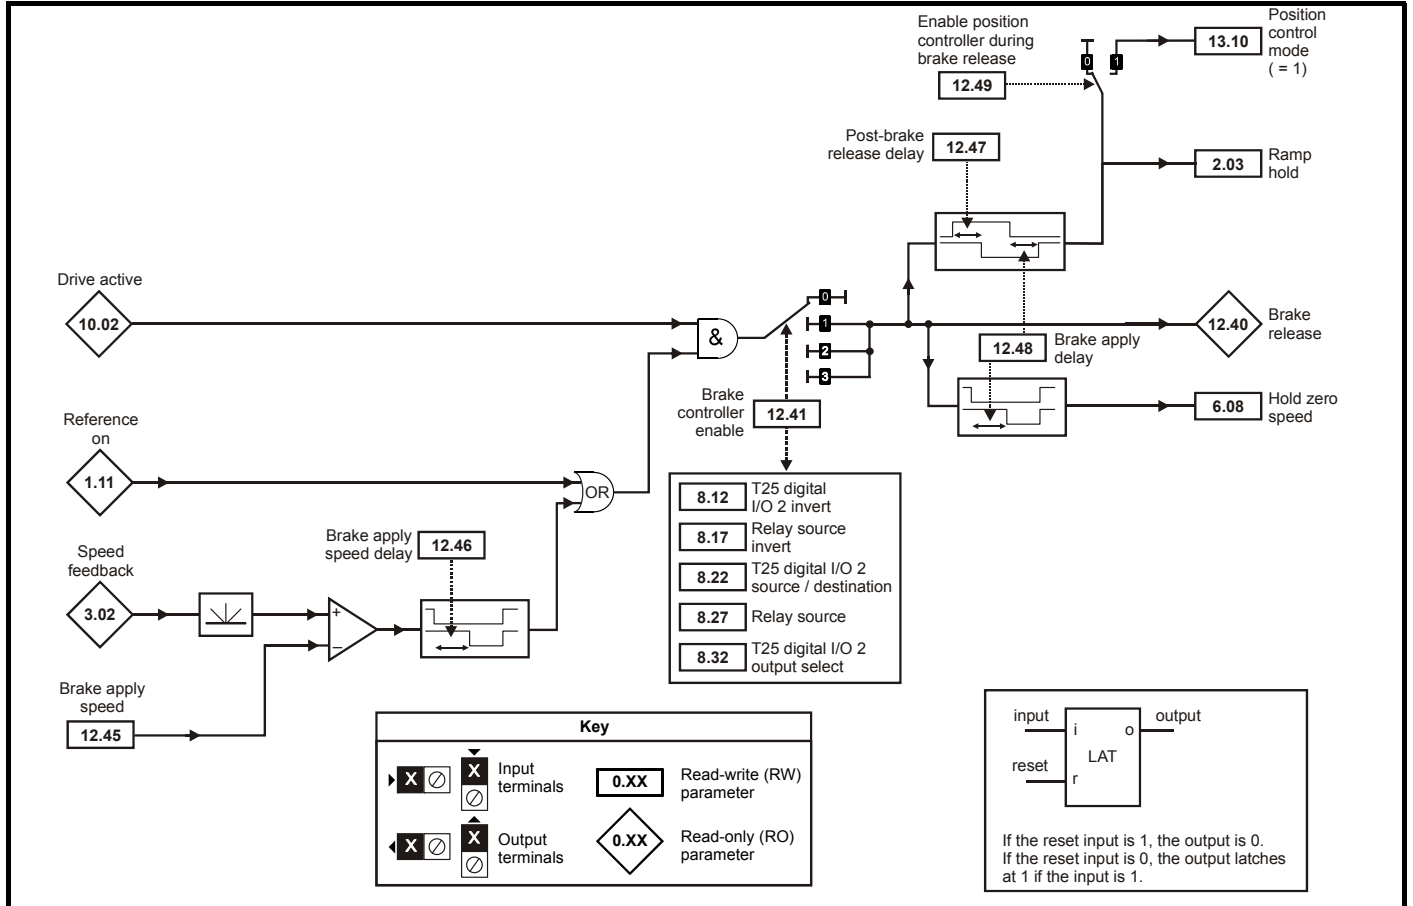 Enable position
controller during
brake release
12.49
0
1
13.10
Position
control
mode
( = 1)
Post-brake
release delay
12.47
2.03
Ramp
hold
Drive active
10.02
&
0
1
2
3
12.40
Brake
release
12.48
Brake apply
delay
Brake
controller
enable
12.41
6.08
Hold zero
speed
Reference
on
1.11
OR
Brake apply
speed delay
12.46
Speed
feedback
3.02
+
–
Brake apply
speed
12.45
8.12
T25 digital
I/O 2 invert
8.17
Relay source
invert
8.22
T25 digital I/O 2
source / destination
8.27
Relay source
8.32
T25 digital I/O 2
output select
Key
X
X
Input
terminals
0.XX
Read-write (RW)
parameter
X
X
Output
terminals
0.XX
Read-only (RO)
parameter
input
i
o
output
LAT
reset
r
If the reset input is 1, the output is 0.
If the reset input is 0, the output latches
at 1 if the input is 1.